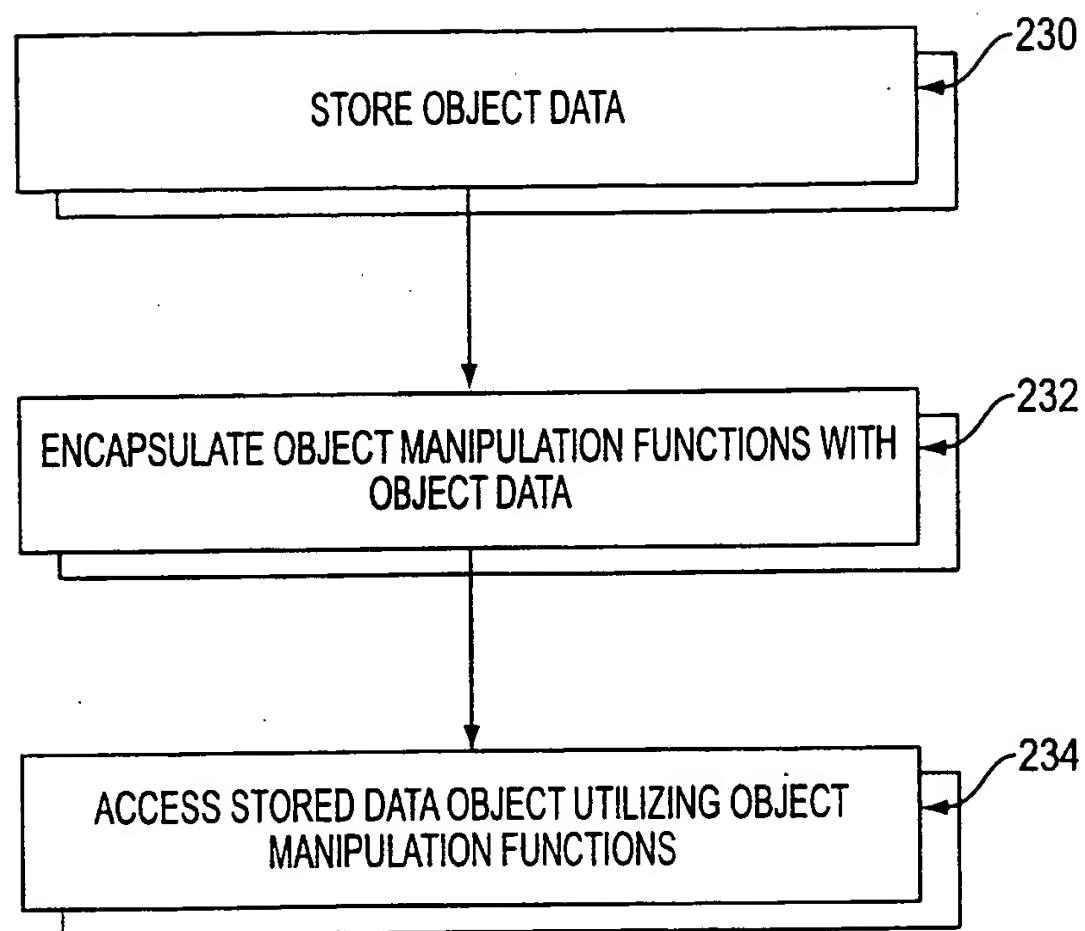 230
STORE OBJECT DATA
232
ENCAPSULATE OBJECT MANIPULATION FUNCTIONS WITH
OBJECT DATA
234
ACCESS STORED DATA OBJECT UTILIZING OBJECT
MANIPULATION FUNCTIONS